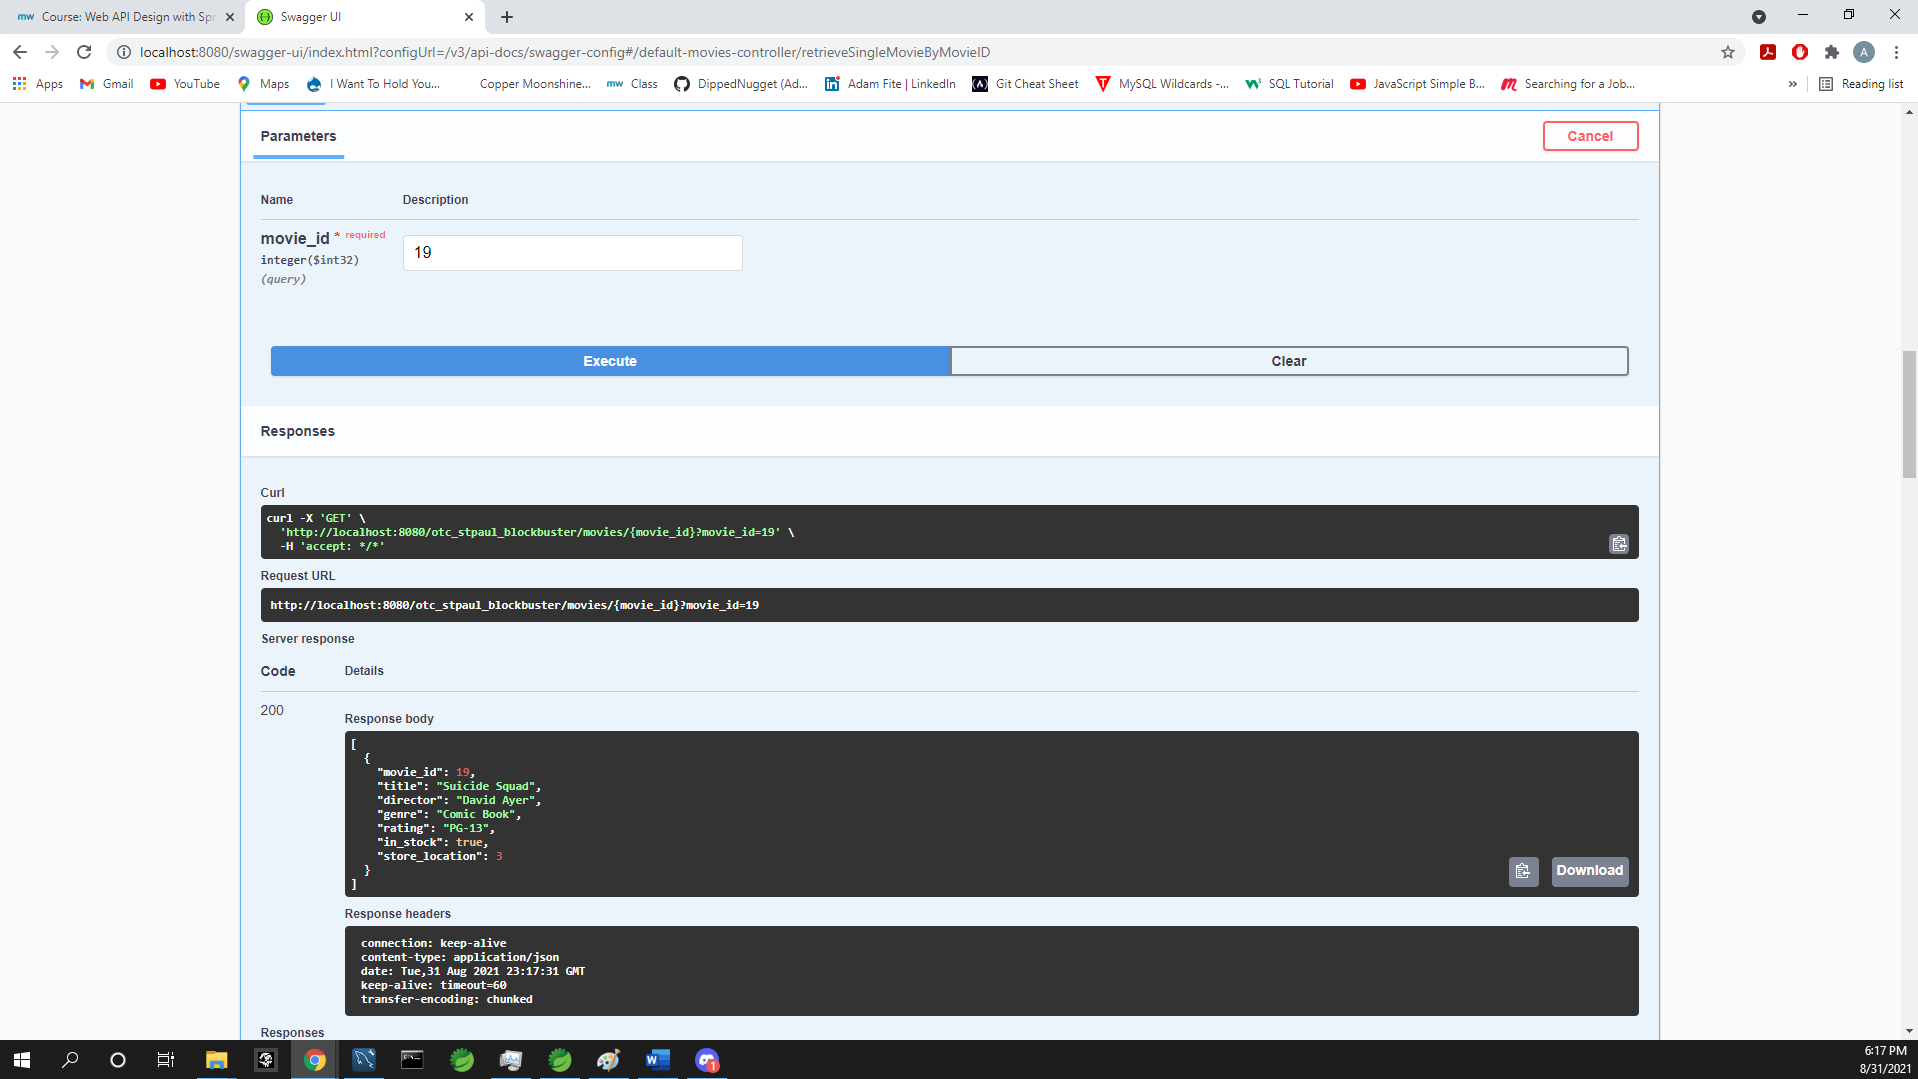 mw Course: Web API Design with Spr
Swagger UI
localhost:8080/swagger-ui/index.html?configUrl=/v3/api-docs/swagger-config#/default-movies-controller/retrieveSingleMovieByMovieID
A
Apps Gmail YouTube Maps I Want To Hold You... Copper Moonshine... mw Class DippedNugget (Ad... Adam Fite | LinkedIn Git Cheat Sheet MySQL Wildcards -... SQL Tutorial JavaScript Simple B... Searching for a Job... » Reading list
Parameters
Cancel
Name Description
movie_id * required
integer($int32)
(query)
19
Execute
Clear
Responses
Curl
curl -X 'GET' \
'http://localhost:8080/otc_stpaul_blockbuster/movies/{movie_id}?movie_id=19' \
-H 'accept: */*'
Request URL
http://localhost:8080/otc_stpaul_blockbuster/movies/{movie_id}?movie_id=19
Server response
Code Details
200
Response body
[
{
"movie_id": 19,
"title": "Suicide Squad",
"director": "David Ayer",
"genre": "Comic Book",
"rating": "PG-13",
"in_stock": true,
"store_location": 3
}
]
Download
Response headers
connection: keep-alive
content-type: application/json
date: Tue,31 Aug 2021 23:17:31 GMT
keep-alive: timeout=60
transfer-encoding: chunked
Responses
6:17 PM
8/31/2021